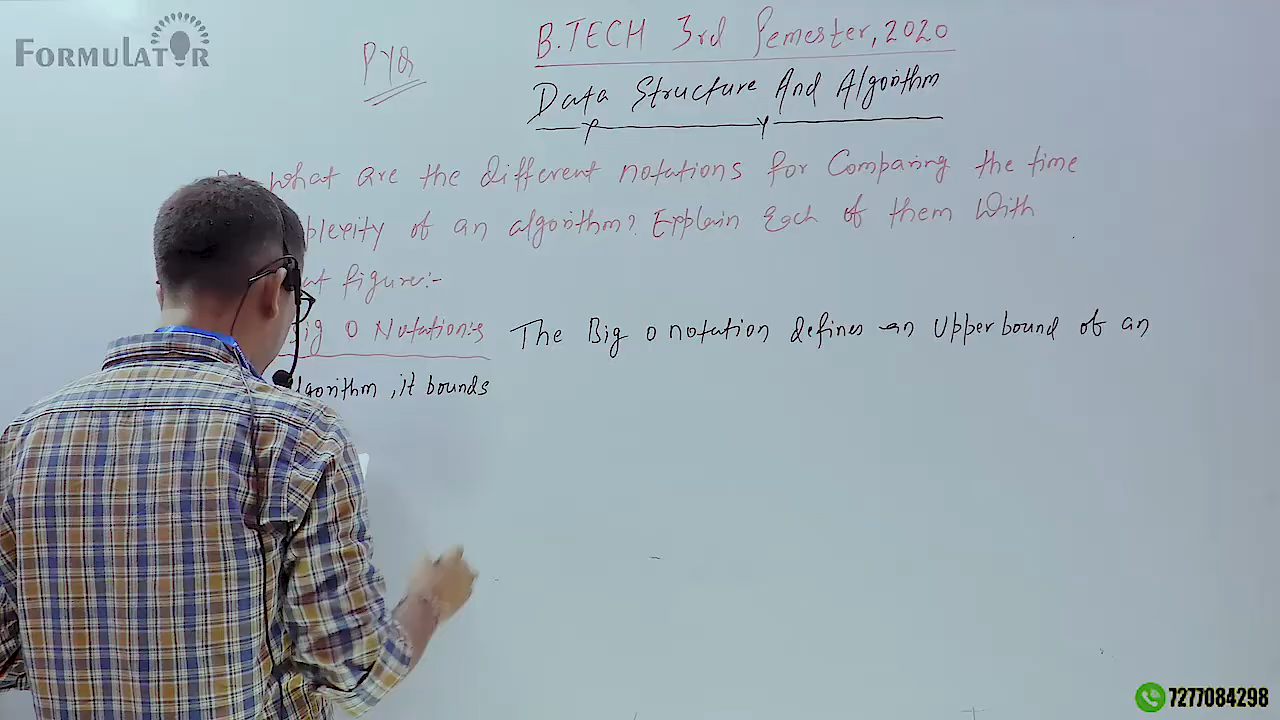 FORMULATOR
PYQ
B.TECH 3rd Semester, 2020
Data Structure And Algorithm
what are the different notations for Comparing the time
plexity of an algorithm? Explain Each of them With
figure:-
ig O Notation:-
The Big o notation defines an Upper bound of an
lgorithm, it bounds
7277084298